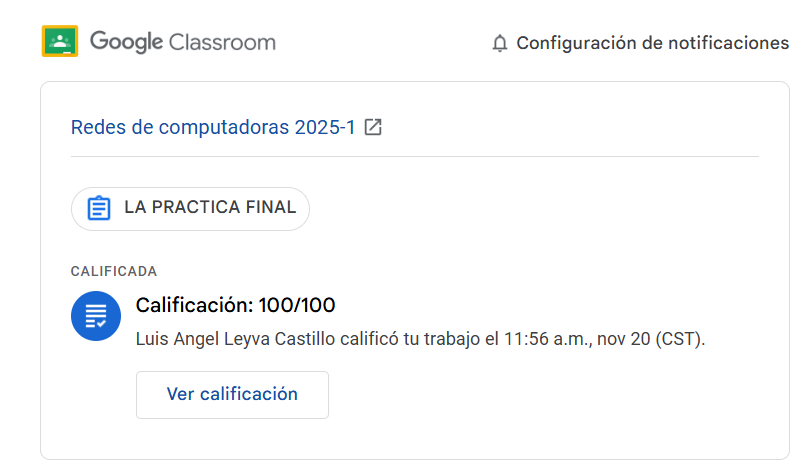 Google Classroom
Configuración de notificaciones
Redes de computadoras 2025-1
LA PRACTICA FINAL
CALIFICADA
Calificación: 100/100
Luis Angel Leyva Castillo calificó tu trabajo el 11:56 a.m., nov 20 (CST).
Ver calificación